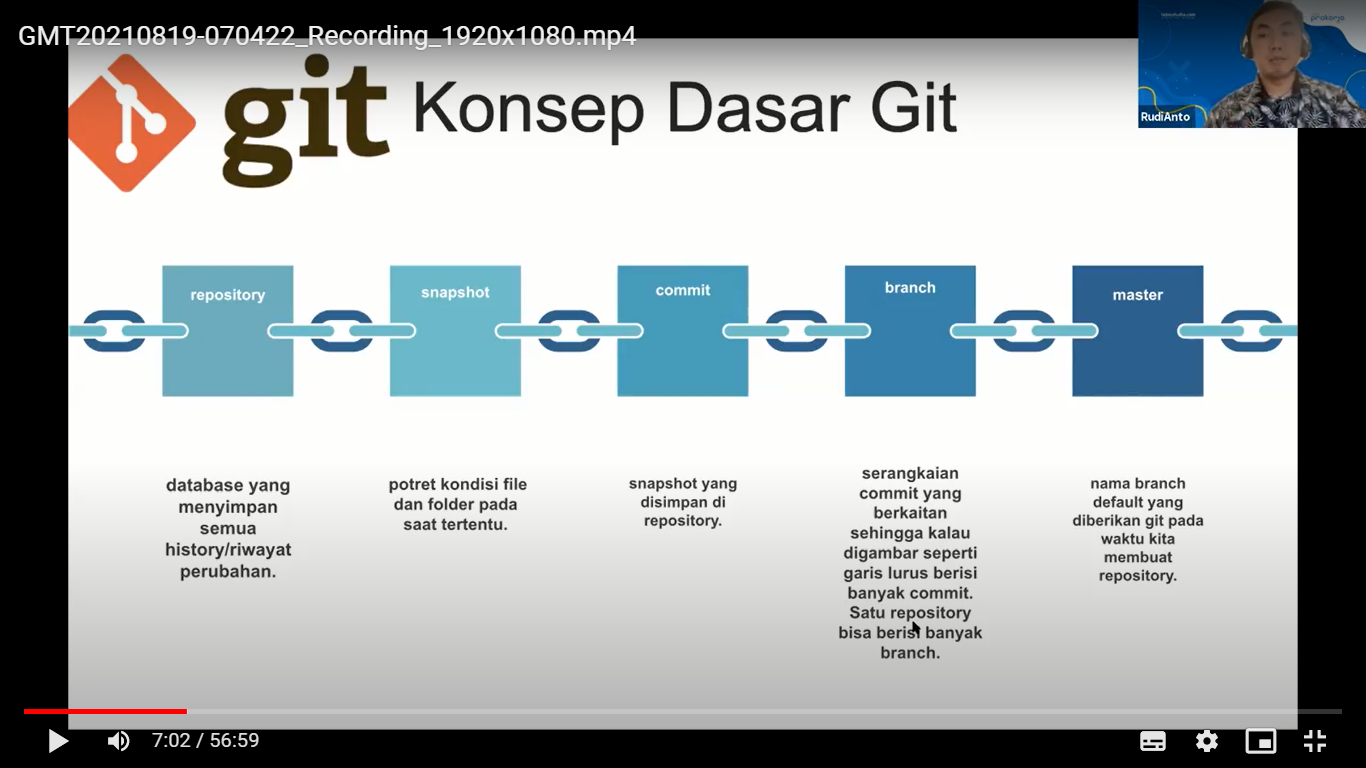 GMT20210819-070422_Recording_1920x1080.mp4
prakerja
RudiAnto
git Konsep Dasar Git
repository
snapshot
commit
branch
master
database yang
menyimpan
semua
history/riwayat
perubahan.
potret kondisi file
dan folder pada
saat tertentu.
snapshot yang
disimpan di
repository.
serangkaian
commit yang
berkaitan
sehingga kalau
digambar seperti
garis lurus berisi
banyak commit.
Satu repository
bisa berisi banyak
branch.
nama branch
default yang
diberikan git pada
waktu kita
membuat
repository.
7:02 / 56:59